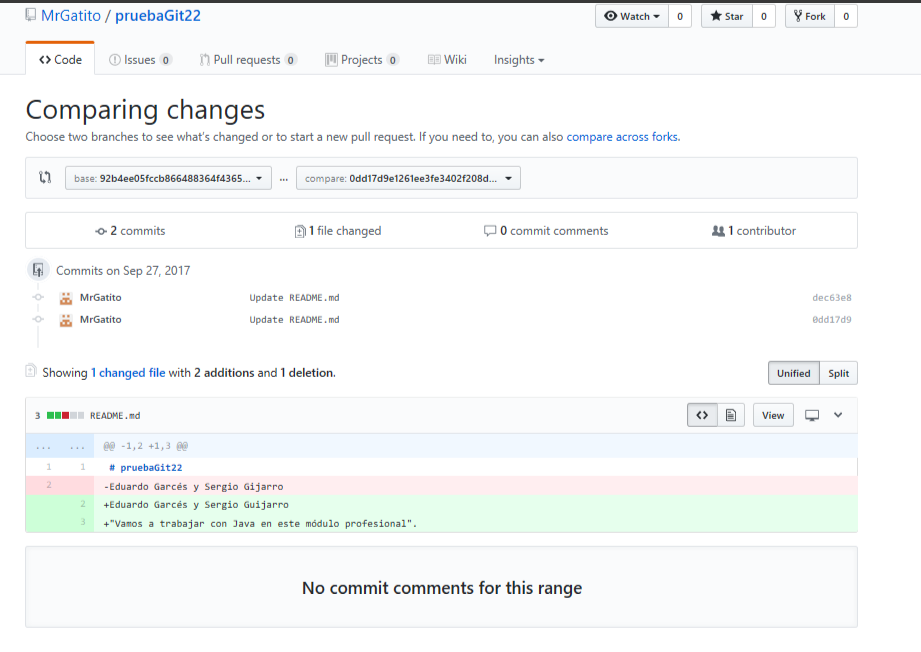 MrGatito / pruebaGit22
Watch 0 Star 0 Fork 0
Code Issues 0 Pull requests 0 Projects 0 Wiki Insights
Comparing changes
Choose two branches to see what's changed or to start a new pull request. If you need to, you can also compare across forks.
base: 92b4ee05fccb866488364f4365... ... compare: 0dd17d9e1261ee3fe3402f208d...
2 commits 1 file changed 0 commit comments 1 contributor
Commits on Sep 27, 2017
MrGatito Update README.md dec63e8
MrGatito Update README.md 0dd17d9
Showing 1 changed file with 2 additions and 1 deletion.
Unified Split
3 README.md View
... ... @@ -1,2 +1,3 @@
1 1 # pruebaGit22
2 -Eduardo Garcés y Sergio Gijarro
2 +Eduardo Garcés y Sergio Guijarro
3 +"Vamos a trabajar con Java en este módulo profesional".
No commit comments for this range